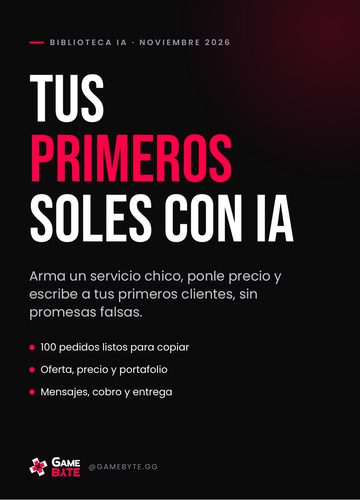 BIBLIOTECA IA · NOVIEMBRE 2026
TUS
PRIMEROS
SOLES CON IA
Arma un servicio chico, ponle precio y
escribe a tus primeros clientes, sin
promesas falsas.
100 pedidos listos para copiar
Oferta, precio y portafolio
Mensajes, cobro y entrega
GAME
BATE
@GAMEBYTE.GG